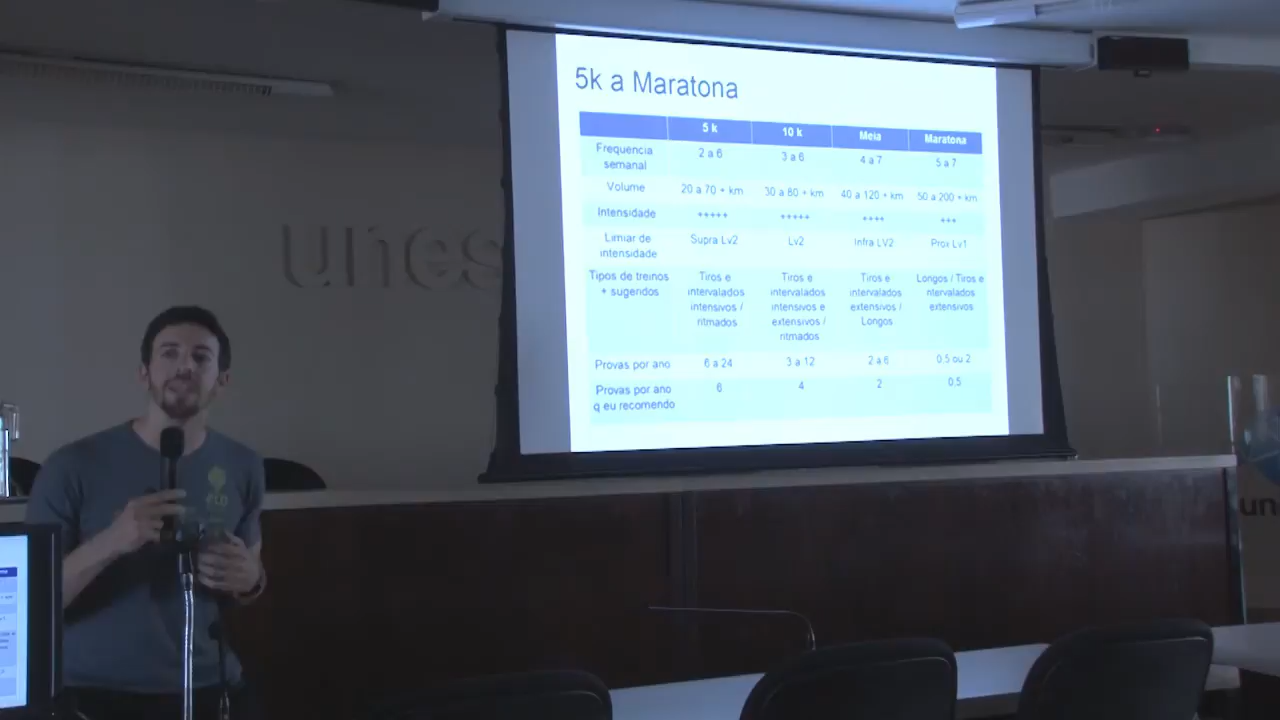 5k a Maratona
5 k 10 k Meia Maratona
Frequencia semanal 2 a 6 3 a 6 4 a 7 5 a 7
Volume 20 a 70 + km 30 a 80 + km 40 a 120 + km 50 a 200 + km
Intensidade +++++ +++++ ++++ +++
Limiar de intensidade Supra Lv2 Lv2 Infra LV2 Prox Lv1
Tipos de treinos + sugeridos
Tiros e intervalados intensivos / ritmados
Tiros e intervalados intensivos e extensivos / ritmados
Tiros e intervalados extensivos / Longos
Longos / Tiros e ntervalados extensivos
Provas por ano 6 a 24 3 a 12 2 a 6 0,5 ou 2
Provas por ano q eu recomendo 6 4 2 0,5
unes
un